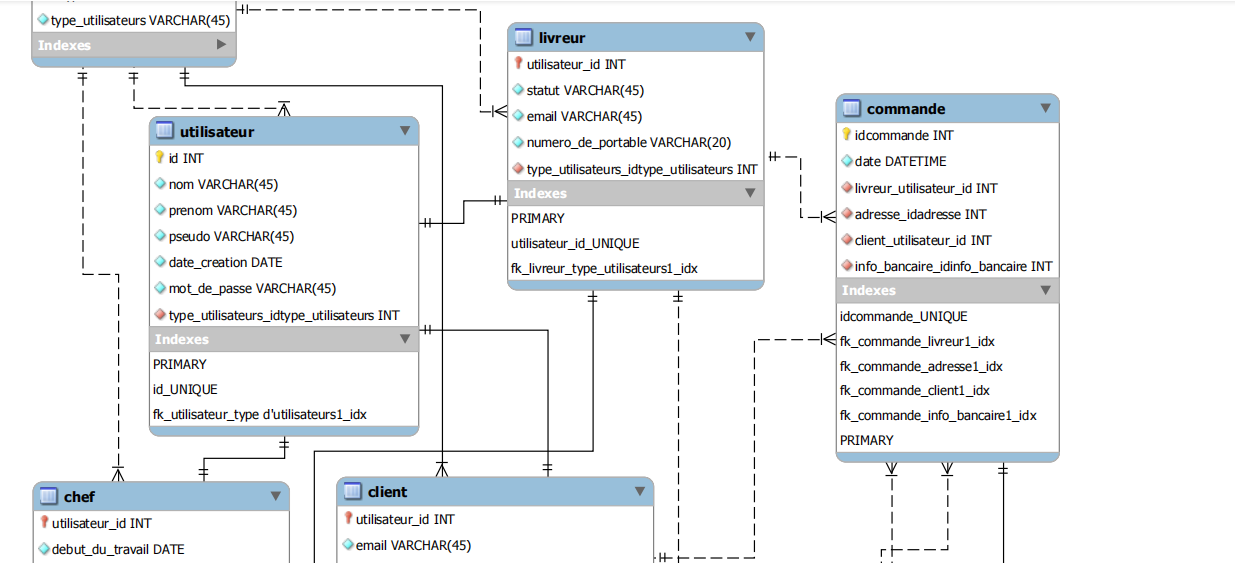 type_utilisateurs VARCHAR(45)
Indexes
livreur
utilisateur_id INT
statut VARCHAR(45)
email VARCHAR(45)
numero_de_portable VARCHAR(20)
type_utilisateurs_idtype_utilisateurs INT
Indexes
PRIMARY
utilisateur_id_UNIQUE
fk_livreur_type_utilisateurs1_idx
commande
idcommande INT
date DATETIME
livreur_utilisateur_id INT
adresse_idadresse INT
client_utilisateur_id INT
info_bancaire_idinfo_bancaire INT
Indexes
idcommande_UNIQUE
fk_commande_livreur1_idx
fk_commande_adresse1_idx
fk_commande_client1_idx
fk_commande_info_bancaire1_idx
PRIMARY
utilisateur
id INT
nom VARCHAR(45)
prenom VARCHAR(45)
pseudo VARCHAR(45)
date_creation DATE
mot_de_passe VARCHAR(45)
type_utilisateurs_idtype_utilisateurs INT
Indexes
PRIMARY
id_UNIQUE
fk_utilisateur_type d'utilisateurs1_idx
chef
utilisateur_id INT
debut_du_travail DATE
client
utilisateur_id INT
email VARCHAR(45)